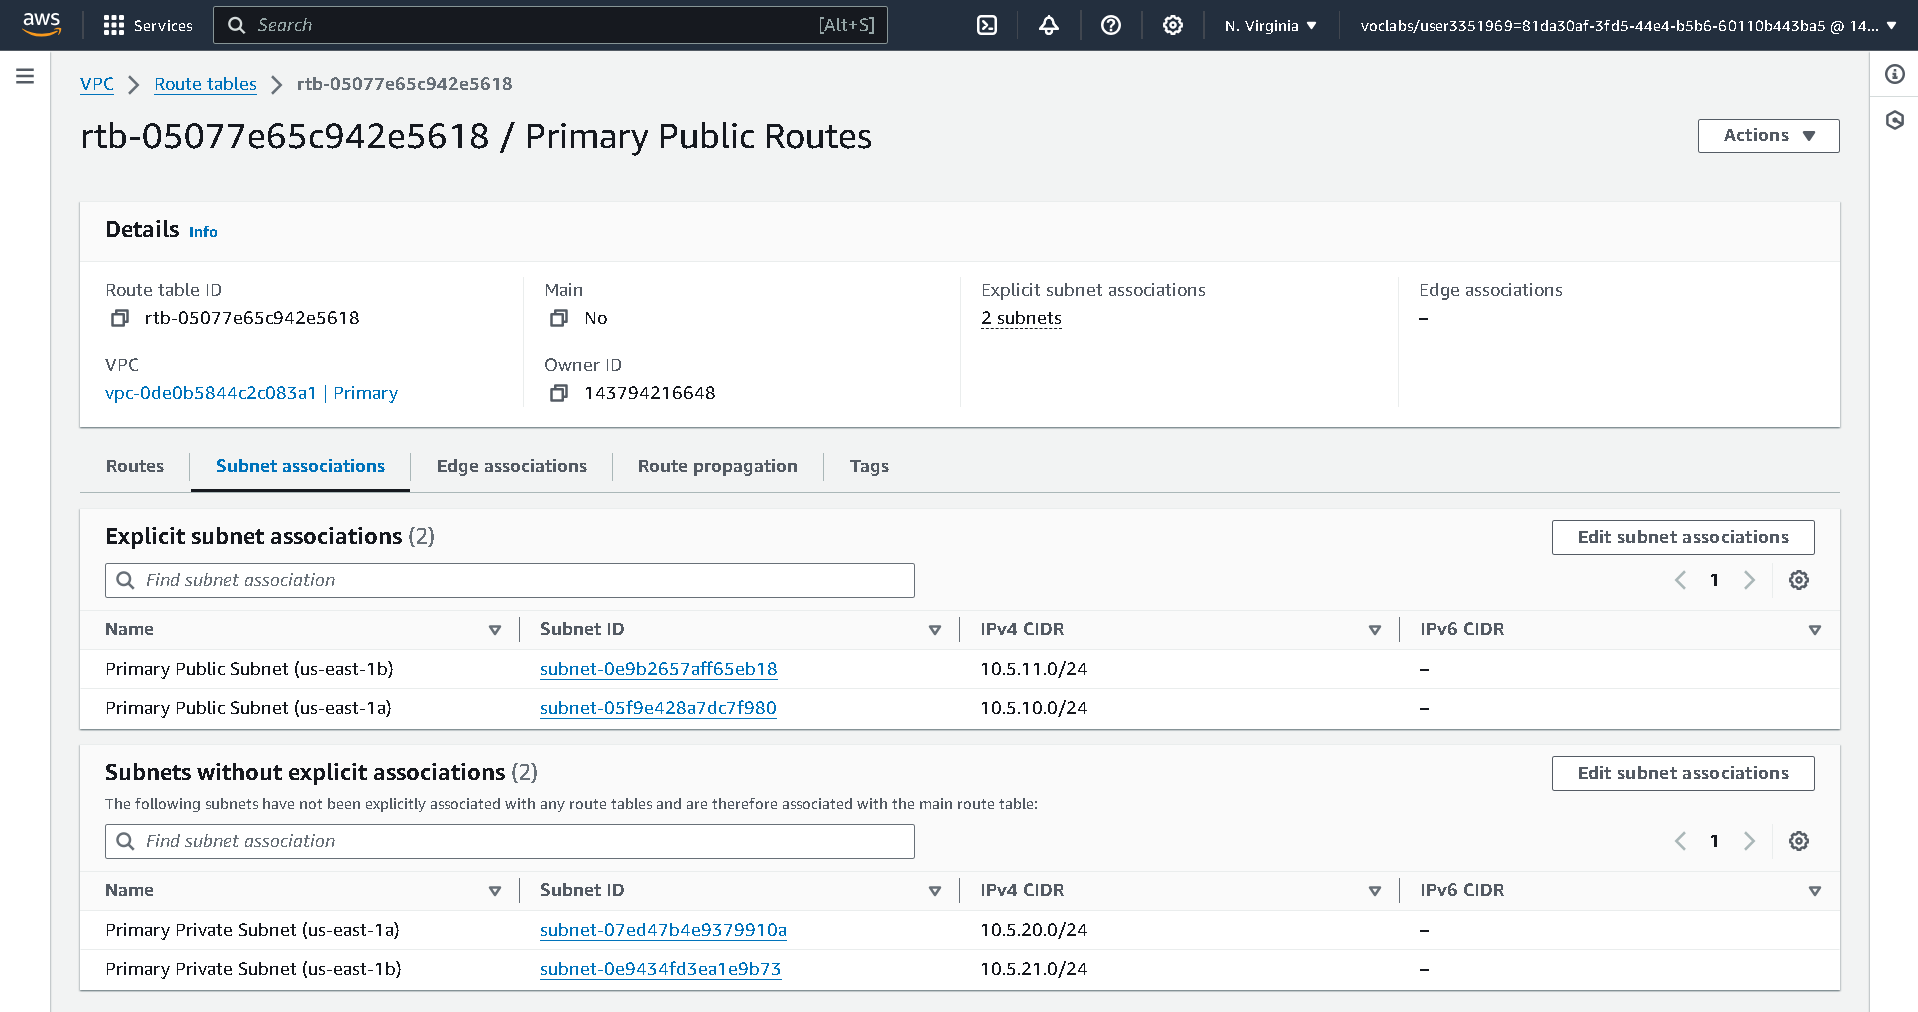 aws Services Search [Alt+S] N. Virginia voclabs/user3351969=81da30af-3fd5-44e4-b5b6-60110b443ba5 @ 14...
VPC Route tables rtb-05077e65c942e5618
rtb-05077e65c942e5618 / Primary Public Routes
Actions
Details Info
Route table ID Main Explicit subnet associations Edge associations
rtb-05077e65c942e5618 No 2 subnets –
VPC Owner ID
vpc-0de0b5844c2c083a1 | Primary 143794216648
Routes Subnet associations Edge associations Route propagation Tags
Explicit subnet associations (2) Edit subnet associations
Find subnet association 1
Name Subnet ID IPv4 CIDR IPv6 CIDR
Primary Public Subnet (us-east-1b) subnet-0e9b2657aff65eb18 10.5.11.0/24 –
Primary Public Subnet (us-east-1a) subnet-05f9e428a7dc7f980 10.5.10.0/24 –
Subnets without explicit associations (2) Edit subnet associations
The following subnets have not been explicitly associated with any route tables and are therefore associated with the main route table:
Find subnet association 1
Name Subnet ID IPv4 CIDR IPv6 CIDR
Primary Private Subnet (us-east-1a) subnet-07ed47b4e9379910a 10.5.20.0/24 –
Primary Private Subnet (us-east-1b) subnet-0e9434fd3ea1e9b73 10.5.21.0/24 –